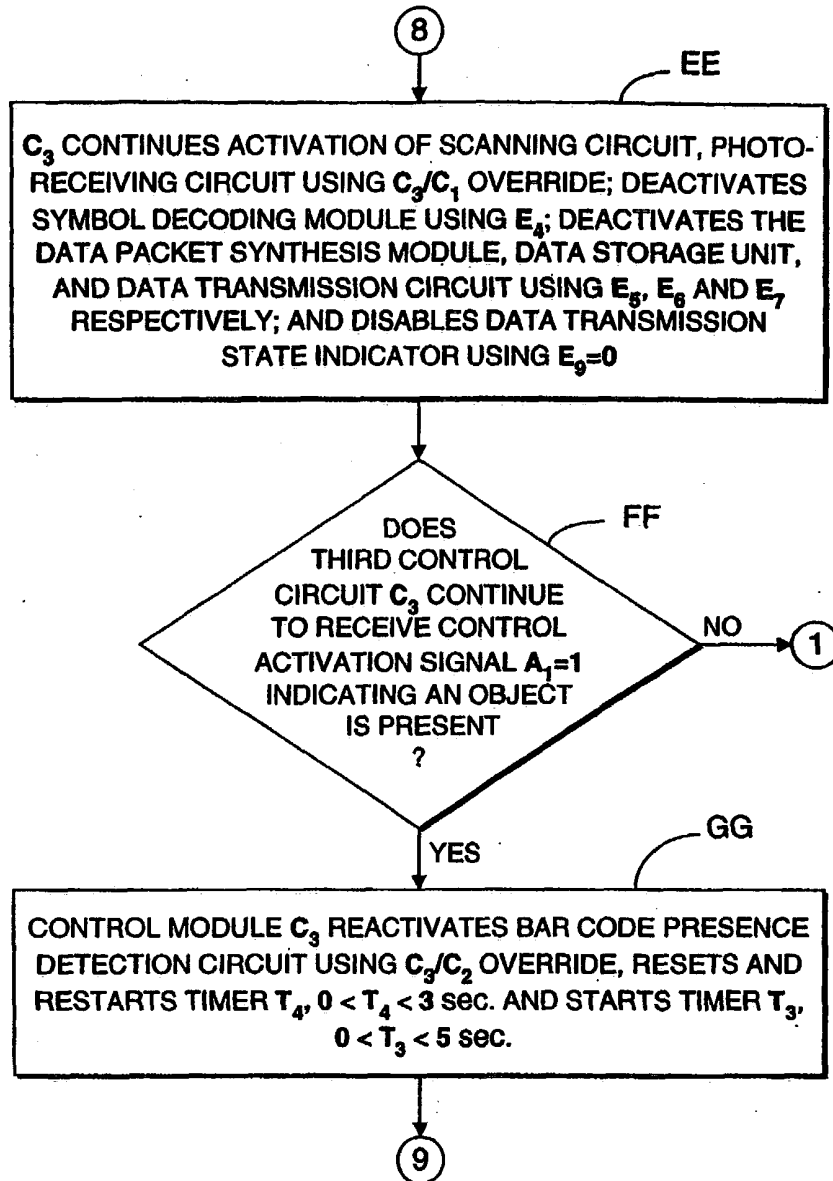 8
EE
C₃ CONTINUES ACTIVATION OF SCANNING CIRCUIT, PHOTO-
RECEIVING CIRCUIT USING C₃/C₁ OVERRIDE; DEACTIVATES
SYMBOL DECODING MODULE USING E₄; DEACTIVATES THE
DATA PACKET SYNTHESIS MODULE, DATA STORAGE UNIT,
AND DATA TRANSMISSION CIRCUIT USING E₅, E₆ AND E₇
RESPECTIVELY; AND DISABLES DATA TRANSMISSION
STATE INDICATOR USING E₉=0
FF
DOES
THIRD CONTROL
CIRCUIT C₃ CONTINUE
TO RECEIVE CONTROL
ACTIVATION SIGNAL A₁=1
INDICATING AN OBJECT
IS PRESENT
?
NO
1
YES
GG
CONTROL MODULE C₃ REACTIVATES BAR CODE PRESENCE
DETECTION CIRCUIT USING C₃/C₂ OVERRIDE, RESETS AND
RESTARTS TIMER T₄, 0 < T₄ < 3 sec. AND STARTS TIMER T₃,
0 < T₃ < 5 sec.
9